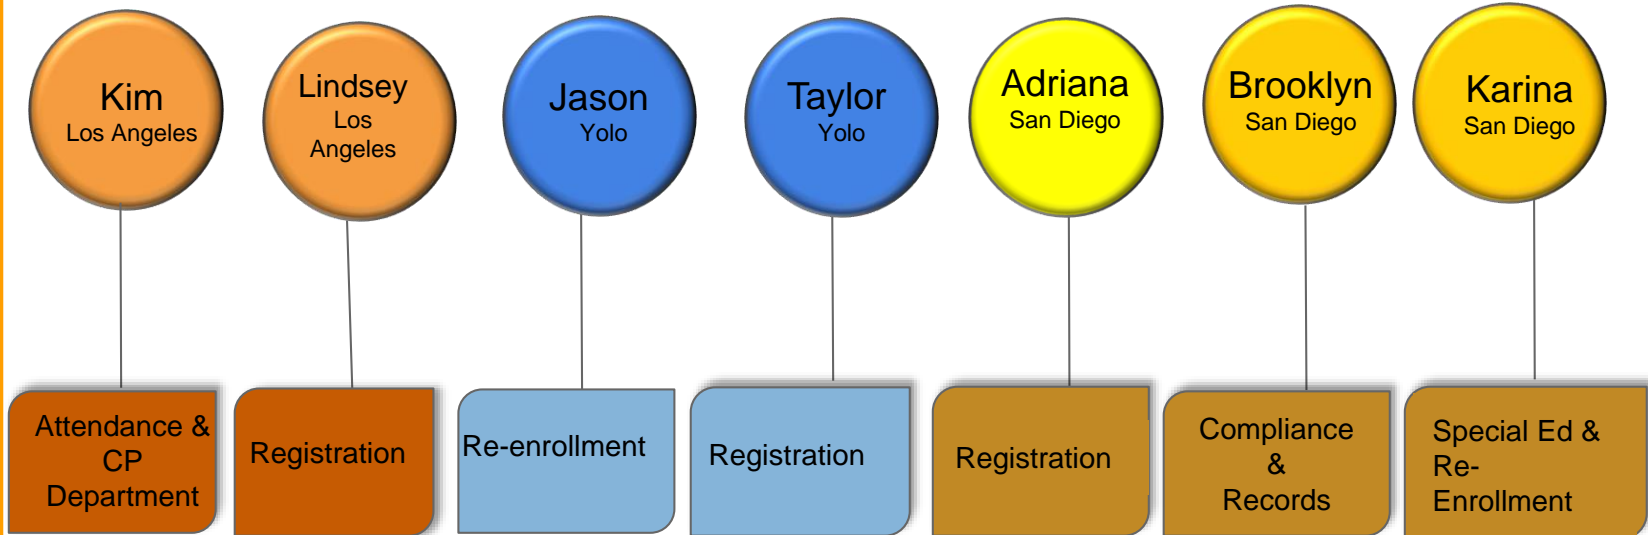 Kim
Los Angeles
Lindsey
Los
Angeles
Jason
Yolo
Taylor
Yolo
Adriana
San Diego
Brooklyn
San Diego
Karina
San Diego
Attendance &
CP
Department
Registration
Re-enrollment
Registration
Registration
Compliance
&
Records
Special Ed &
Re-
Enrollment